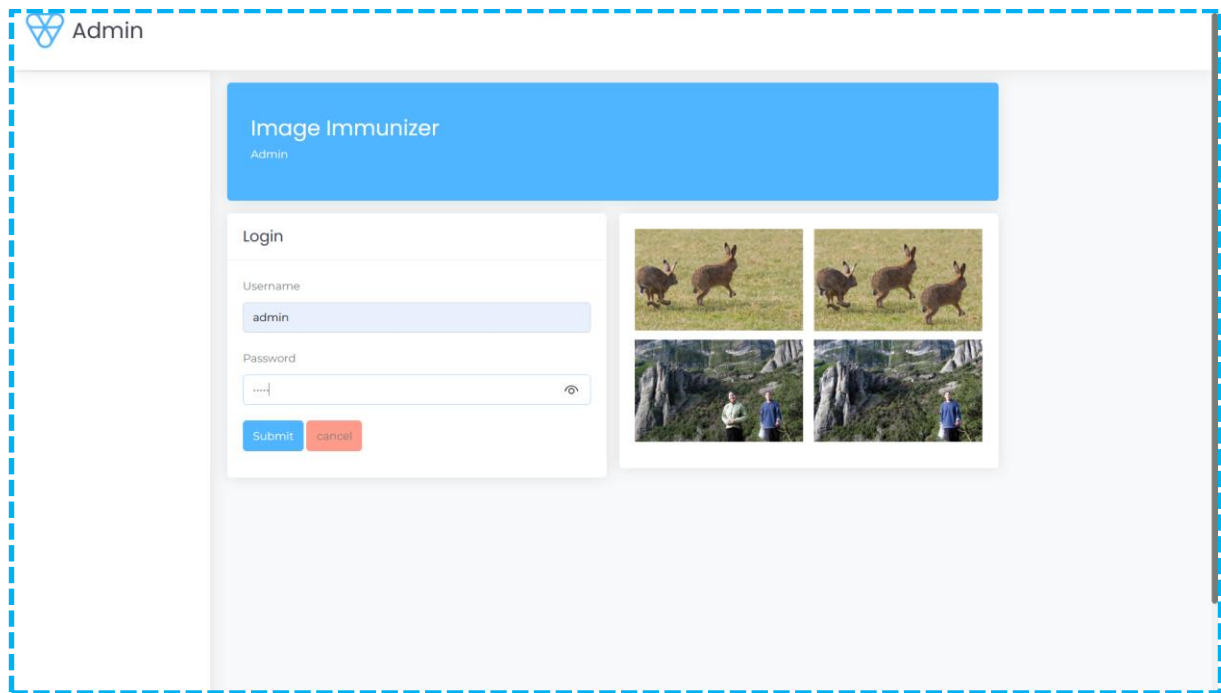 Admin
Image Immunizer
Admin
Login
Username
admin
Password
.....
Submit cancel